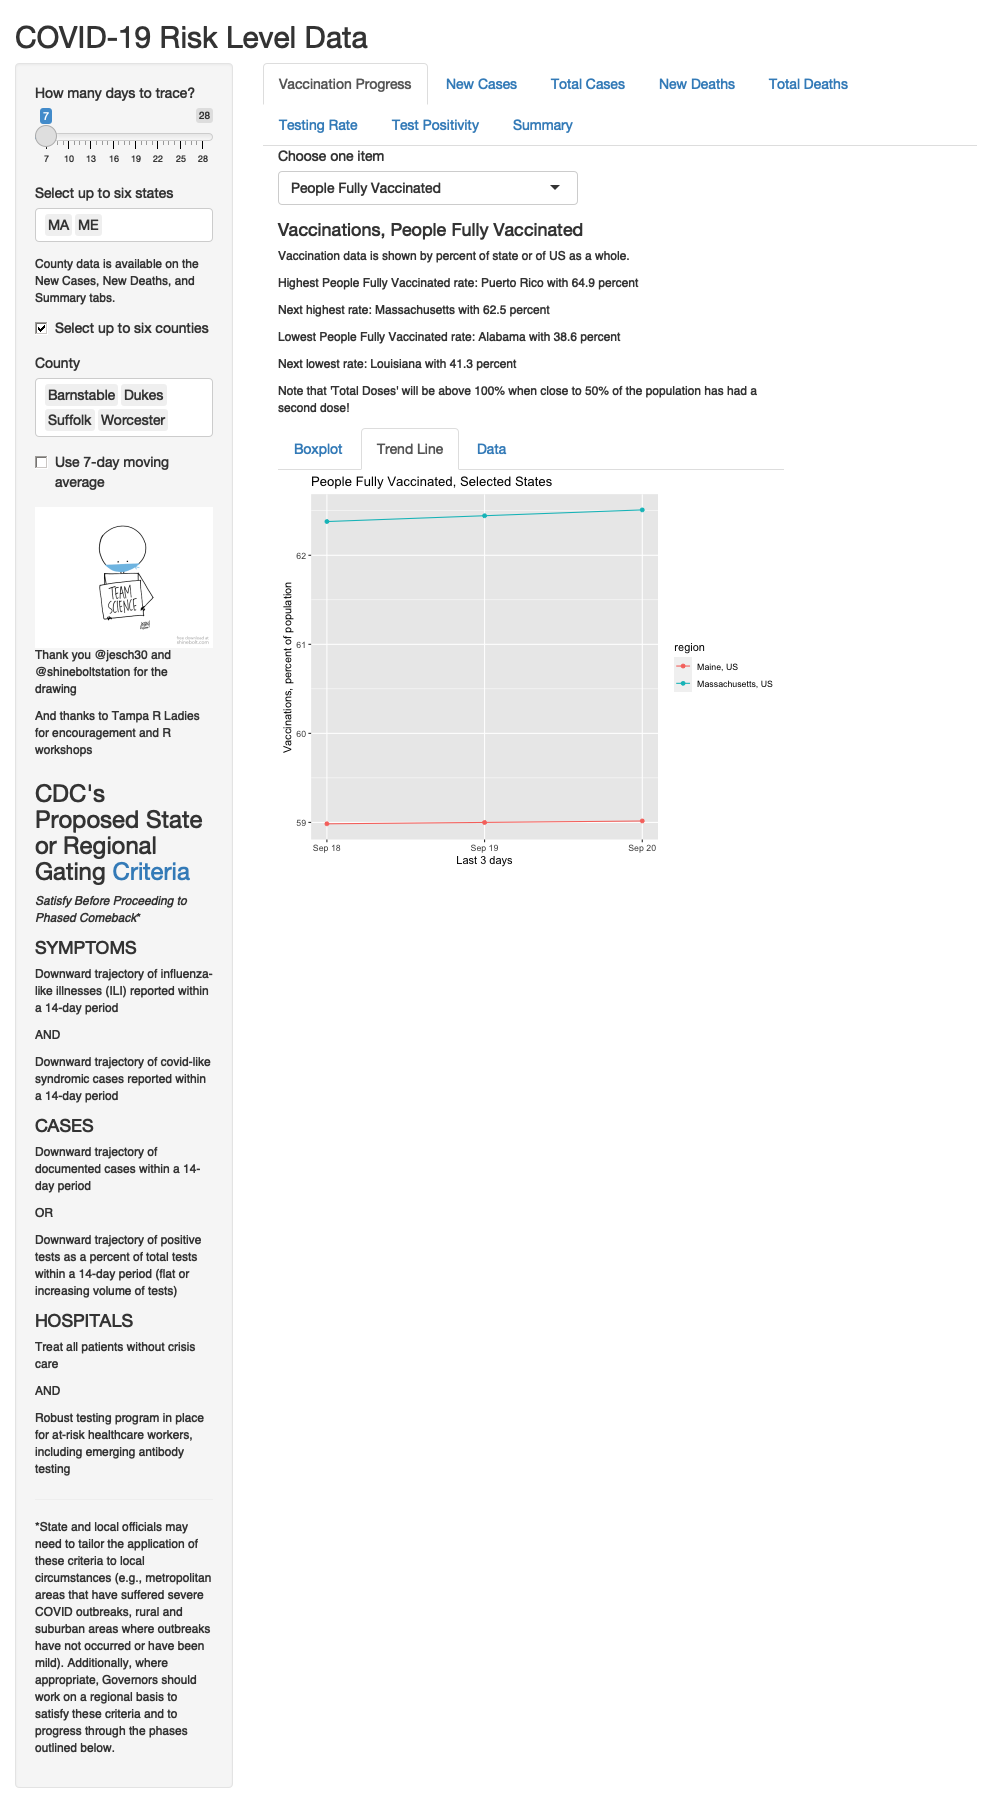 COVID-19 Risk Level Data
How many days to trace?
7
28
7 10 13 16 19 22 25 28
Select up to six states
MA ME
County data is available on the
New Cases, New Deaths, and
Summary tabs.
Select up to six counties
County
Barnstable Dukes
Suffolk Worcester
Use 7-day moving
average
TEAM
SCIENCE
Thank you @jesch30 and
@shineboltstation for the
drawing
And thanks to Tampa R Ladies
for encouragement and R
workshops
CDC's
Proposed State
or Regional
Gating Criteria
Satisfy Before Proceeding to
Phased Comeback*
SYMPTOMS
Downward trajectory of influenza-
like illnesses (ILI) reported within
a 14-day period
AND
Downward trajectory of covid-like
syndromic cases reported within
a 14-day period
CASES
Downward trajectory of
documented cases within a 14-
day period
OR
Downward trajectory of positive
tests as a percent of total tests
within a 14-day period (flat or
increasing volume of tests)
HOSPITALS
Treat all patients without crisis
care
AND
Robust testing program in place
for at-risk healthcare workers,
including emerging antibody
testing
*State and local officials may
need to tailor the application of
these criteria to local
circumstances (e.g., metropolitan
areas that have suffered severe
COVID outbreaks, rural and
suburban areas where outbreaks
have not occurred or have been
mild). Additionally, where
appropriate, Governors should
work on a regional basis to
satisfy these criteria and to
progress through the phases
outlined below.
Vaccination Progress New Cases Total Cases New Deaths Total Deaths
Testing Rate Test Positivity Summary
Choose one item
People Fully Vaccinated
Vaccinations, People Fully Vaccinated
Vaccination data is shown by percent of state or of US as a whole.
Highest People Fully Vaccinated rate: Puerto Rico with 64.9 percent
Next highest rate: Massachusetts with 62.5 percent
Lowest People Fully Vaccinated rate: Alabama with 38.6 percent
Next lowest rate: Louisiana with 41.3 percent
Note that 'Total Doses' will be above 100% when close to 50% of the population has had a
second dose!
Boxplot Trend Line Data
People Fully Vaccinated, Selected States
Vaccinations, percent of population
62
61
60
59
Sep 18 Sep 19 Sep 20
Last 3 days
region
Maine, US
Massachusetts, US